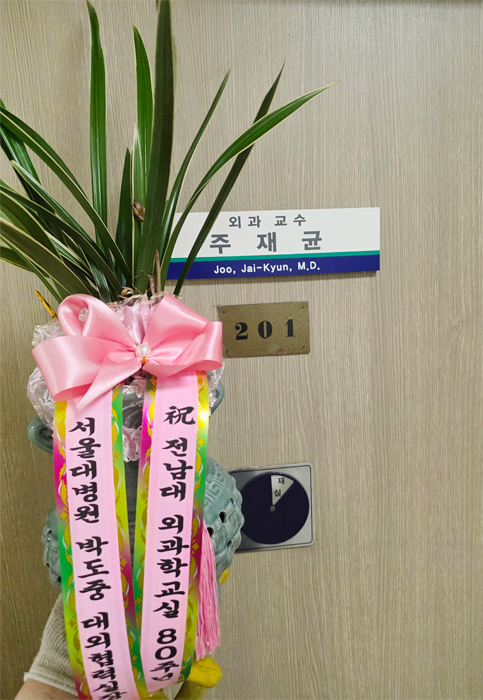 외과 교수
주재균
Joo, Jai-Kyun, M.D.
201
재실
祝 전남대 외과학교실 80주년
서울대병원 박도중 대외협력실장